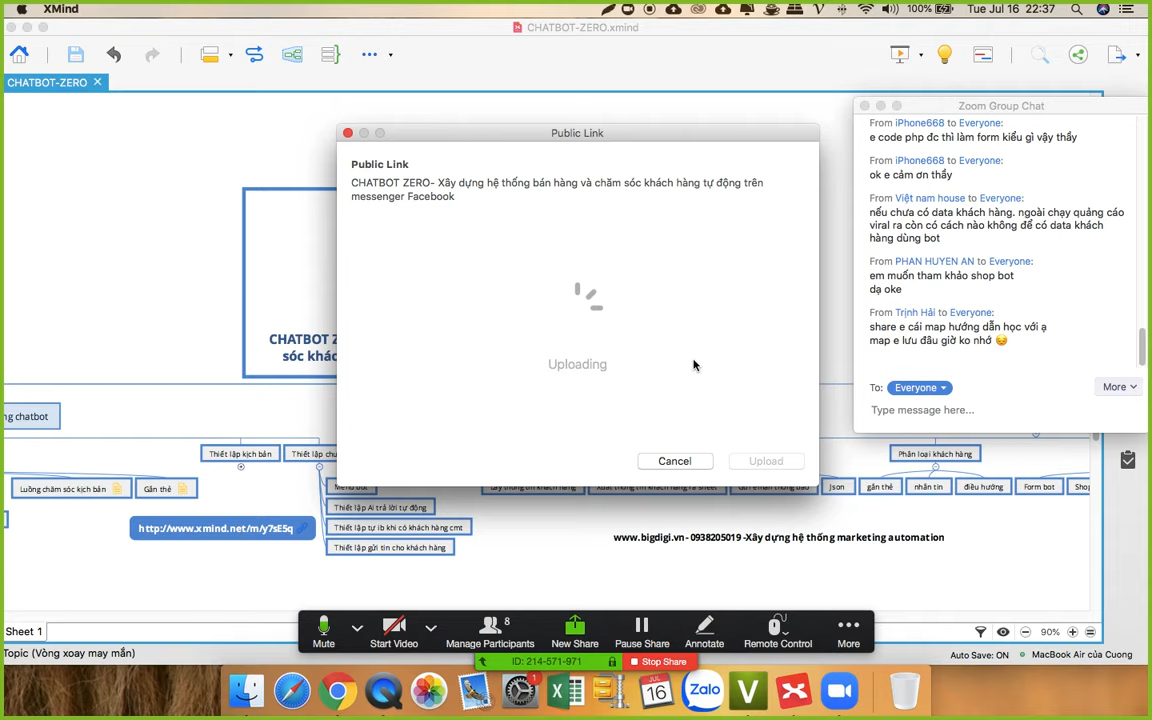 XMind
100%
Tue Jul 16 22:37
CHATBOT-ZERO.xmind
CHATBOT-ZERO
Public Link
Public Link
CHATBOT ZERO- Xây dựng hệ thống bán hàng và chăm sóc khách hàng tự động trên
messenger Facebook
Uploading
Cancel
Upload
Zoom Group Chat
From iPhone668 to Everyone:
e code php đc thì làm form kiểu gì vậy thầy
From iPhone668 to Everyone:
ok e cảm ơn thầy
From Việt nam house to Everyone:
nếu chưa có data khách hàng. ngoài chạy quảng cáo
viral ra còn có cách nào không để có data khách
hàng dùng bot
From PHAN HUYEN AN to Everyone:
em muốn tham khảo shop bot
dạ oke
From Trịnh Hải to Everyone:
share e cái map hướng dẫn học với ạ
map e lưu đâu giờ ko nhớ 😔
To: Everyone
More
Type message here...
CHATBOT Z
sóc khác
ng chatbot
Thiết lập kịch bản
Thiết lập chu
Phân loại khách hàng
Luồng chăm sóc kịch bản
Gắn thẻ
Menu bot
Json
gắn thẻ
nhắn tin
điều hướng
Form bot
Shop
Thiết lập AI trả lời tự động
http://www.xmind.net/m/y7sE5q
Thiết lập tự ib khi có khách hàng cmt
Thiết lập gửi tin cho khách hàng
www.bigdigi.vn- 0938205019 -Xây dựng hệ thống marketing automation
Mute
Start Video
8
Manage Participants
New Share
Pause Share
Annotate
Remote Control
More
ID: 214-571-971
Stop Share
Sheet 1
90%
Topic (Vòng xoay may mắn)
Auto Save: ON
MacBook Air của Cuong
1
JUL
16
Zalo